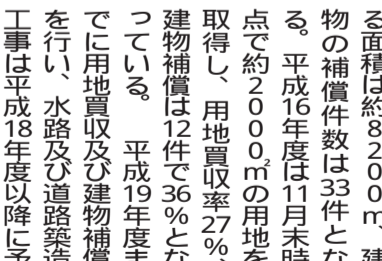 る面積は約８２００㎡、建
物の補償件数は33件とな
る。平成16年度は11月末時
点で約２０００㎡の用地を
取得し、用地買収率27％、
建物補償は12件で36％とな
っている。　平成19年度ま
でに用地買収及び建物補償
を行い、水路及び道路築造
工事は平成18年度以降に予